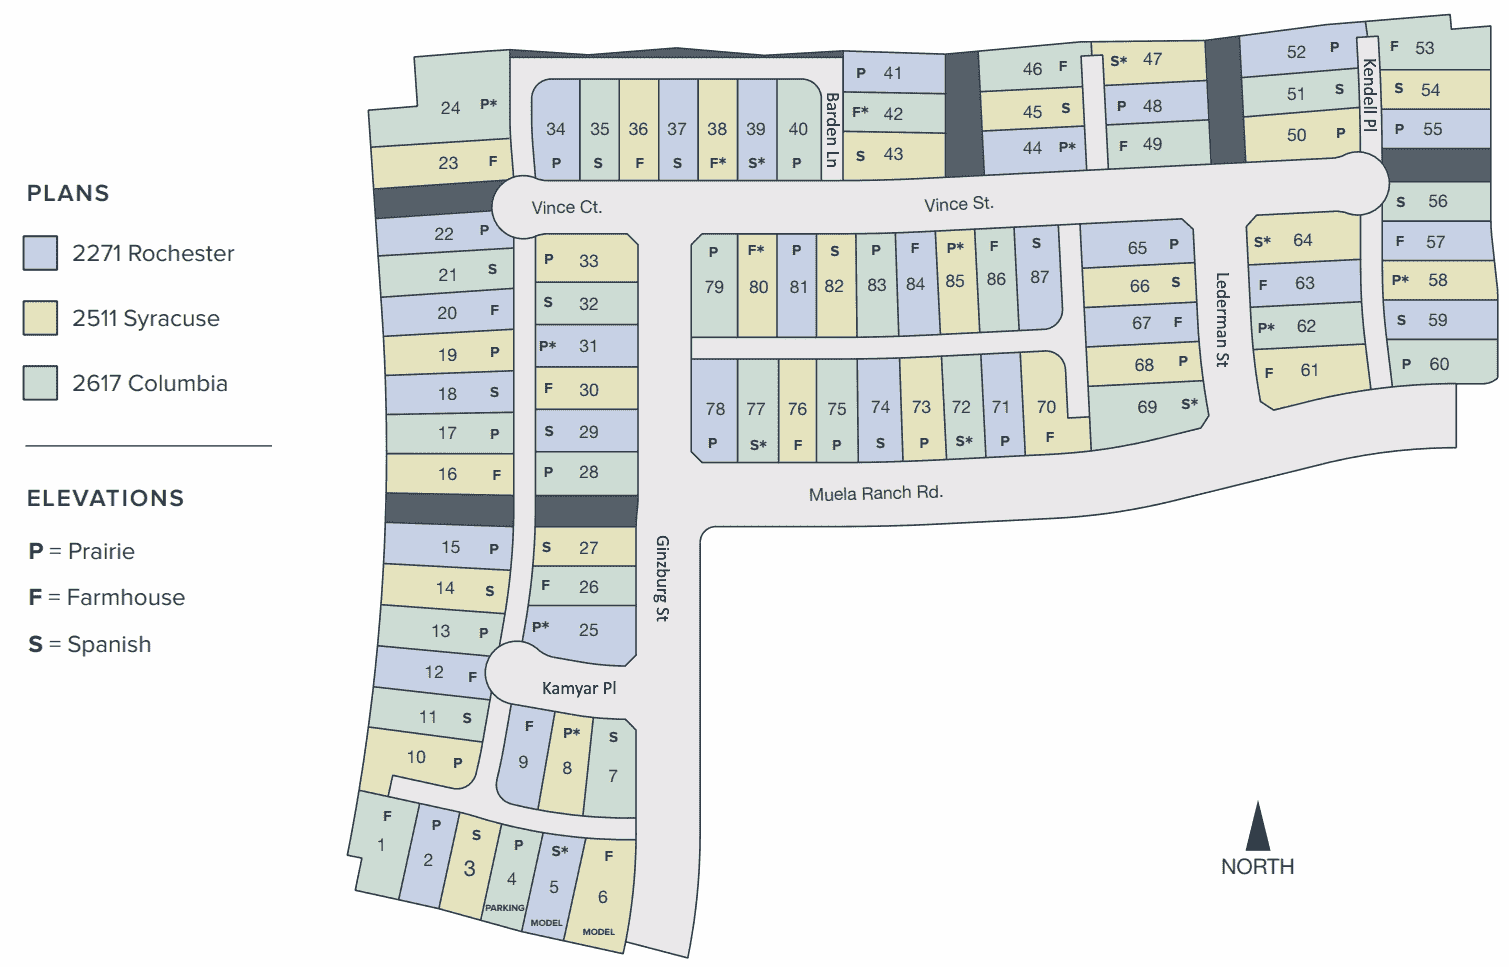 PLANS
2271 Rochester
2511 Syracuse
2617 Columbia
ELEVATIONS
P = Prairie
F = Farmhouse
S = Spanish
24 P*
23 F
22 P
21 S
20 F
19 P
18 S
17 P
16 F
15 P
14 S
13 P
12 F
11 S
10 P
F
1
P
2
S
3
P
4
PARKING
S*
5
MODEL
F
6
MODEL
F
9
P*
8
S
7
Kamyar Pl
P* 25
F 26
S 27
P 28
S 29
F 30
P* 31
S 32
P 33
Vince Ct.
34
P
35
S
36
F
37
S
38
F*
39
S*
40
P
Barden Ln
P 41
F* 42
S 43
46 F
45 S
44 P*
S* 47
P 48
F 49
52 P
51 S
50 P
Kendell Pl
F 53
S 54
P 55
S 56
F 57
P* 58
S 59
P 60
Vince St.
P
79
F*
80
P
81
S
82
P
83
F
84
P*
85
F
86
S
87
78
P
77
S*
76
F
75
P
74
S
73
P
72
S*
71
P
70
F
65 P
66 S
67 F
68 P
69 S*
Lederman St
S* 64
F 63
P* 62
F 61
Muela Ranch Rd.
Ginzburg St
NORTH